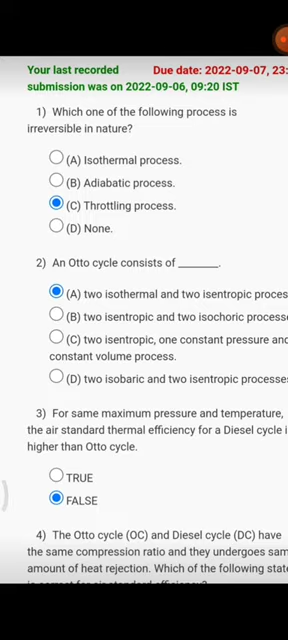 Your last recorded Due date: 2022-09-07, 23:
submission was on 2022-09-06, 09:20 IST
1) Which one of the following process is
irreversible in nature?
(A) Isothermal process.
(B) Adiabatic process.
(C) Throttling process.
(D) None.
2) An Otto cycle consists of _______.
(A) two isothermal and two isentropic proces
(B) two isentropic and two isochoric process
(C) two isentropic, one constant pressure and
constant volume process.
(D) two isobaric and two isentropic processes
3) For same maximum pressure and temperature,
the air standard thermal efficiency for a Diesel cycle i
higher than Otto cycle.
TRUE
FALSE
4) The Otto cycle (OC) and Diesel cycle (DC) have
the same compression ratio and they undergoes sam
amount of heat rejection. Which of the following stat